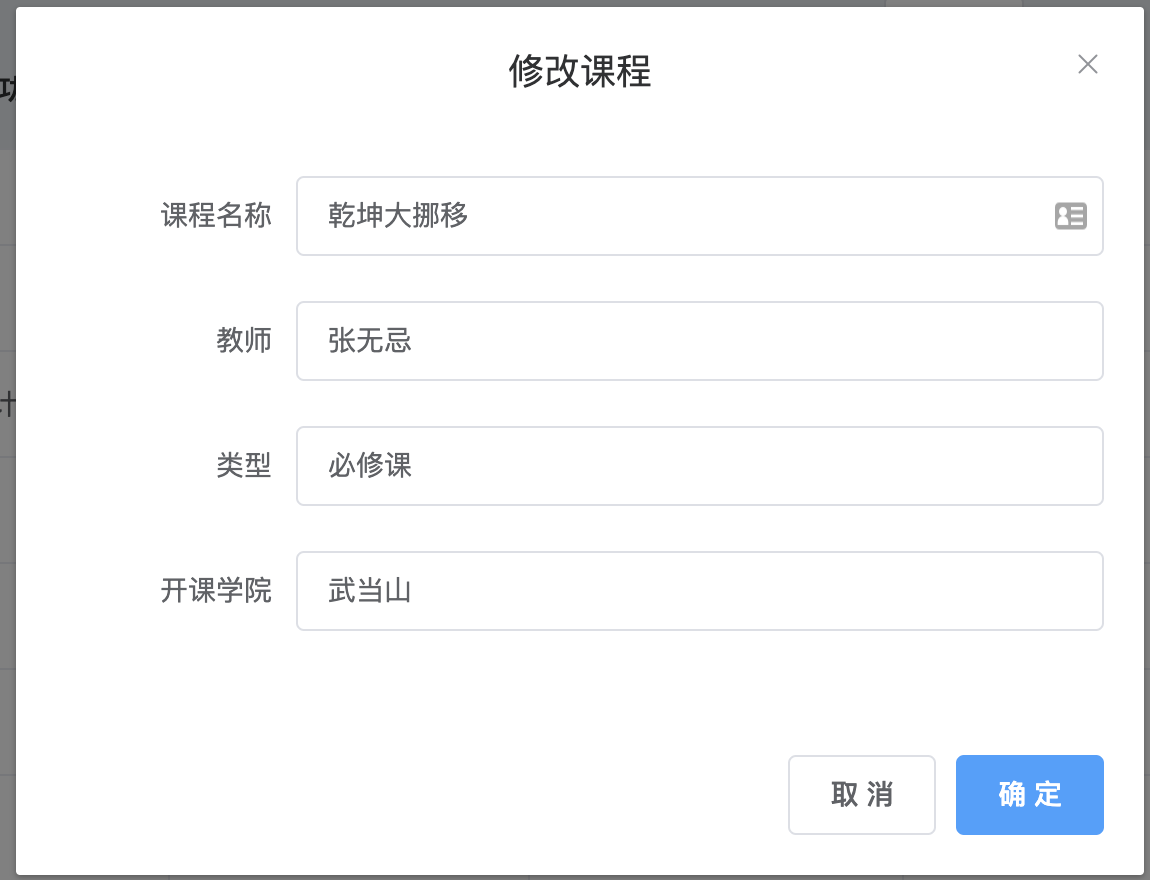 修改课程
课程名称 乾坤大挪移
教师 张无忌
类型 必修课
开课学院 武当山
取 消 确 定